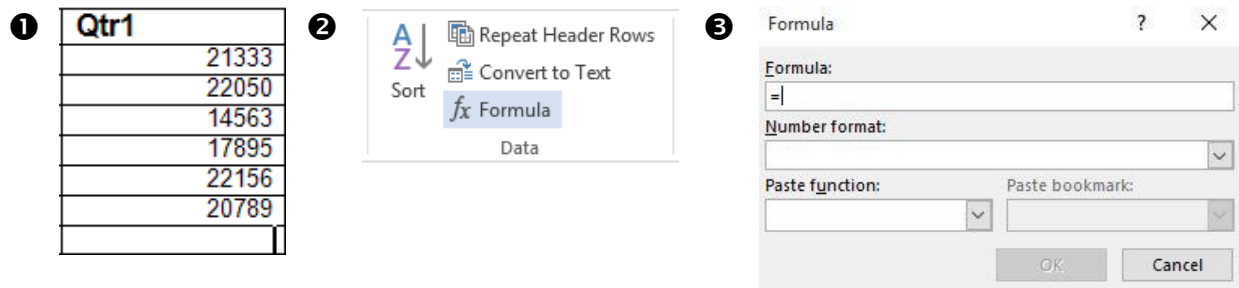 ❶
Qtr1
21333
22050
14563
17895
22156
20789
❷
A
Z
Sort
Repeat Header Rows
Convert to Text
fx Formula
Data
❸
Formula ? ×
Formula:
=
Number format:
Paste function: Paste bookmark:
OK Cancel